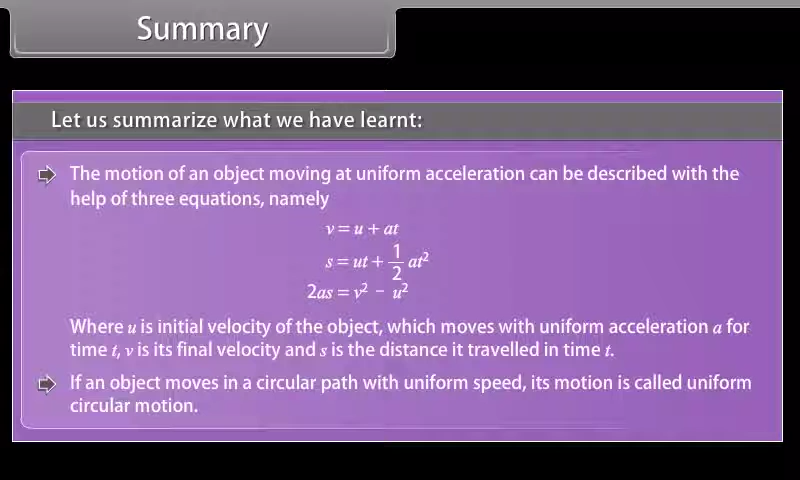 Summary
Let us summarize what we have learnt:
The motion of an object moving at uniform acceleration can be described with the
help of three equations, namely
v = u + at
s = ut + 1/2 at²
2as = v² − u²
Where u is initial velocity of the object, which moves with uniform acceleration a for
time t, v is its final velocity and s is the distance it travelled in time t.
If an object moves in a circular path with uniform speed, its motion is called uniform
circular motion.